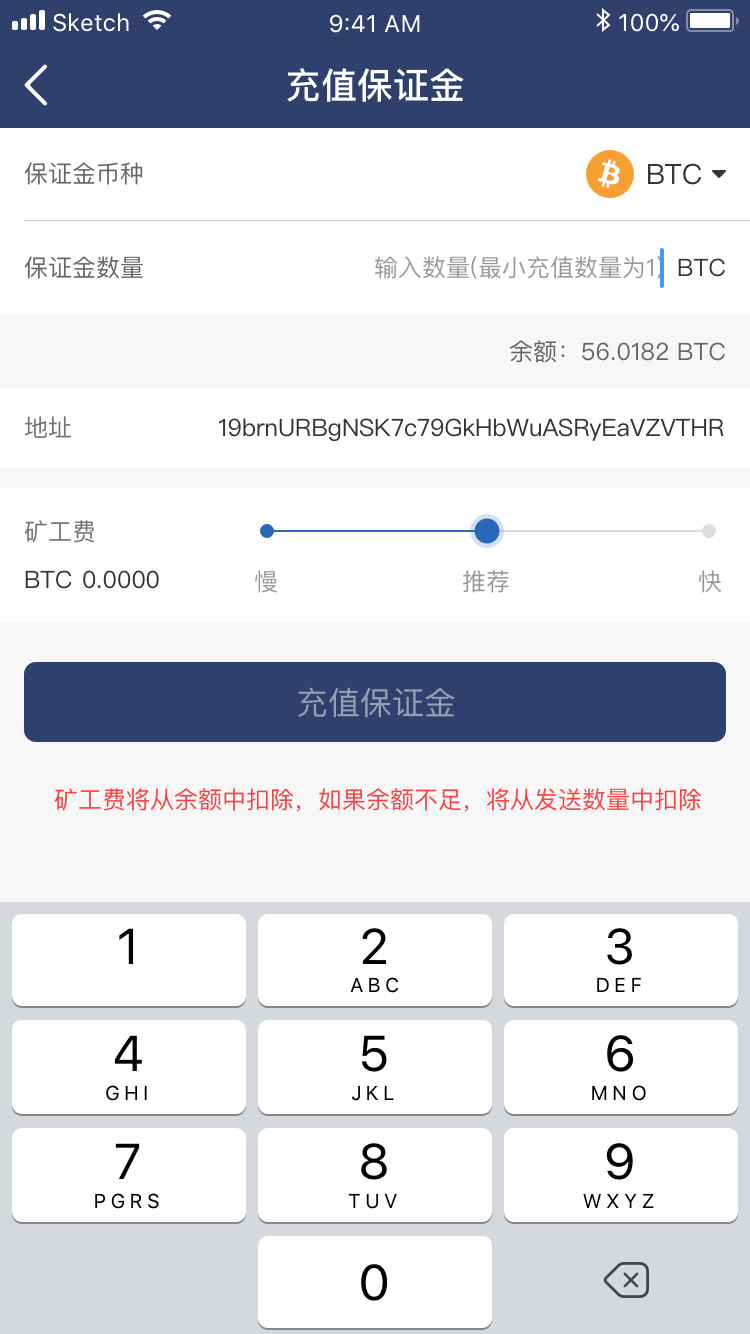 Sketch 9:41 AM 100%
充值保证金
保证金币种 BTC
保证金数量 输入数量(最小充值数量为1) BTC
余额：56.0182 BTC
地址 19brnURBgNSK7c79GkHbWuASRyEaVZVTHR
矿工费
BTC 0.0000 慢 推荐 快
充值保证金
矿工费将从余额中扣除，如果余额不足，将从发送数量中扣除
1 2 3
ABC DEF
4 5 6
GHI JKL MNO
7 8 9
PGRS TUV WXYZ
0